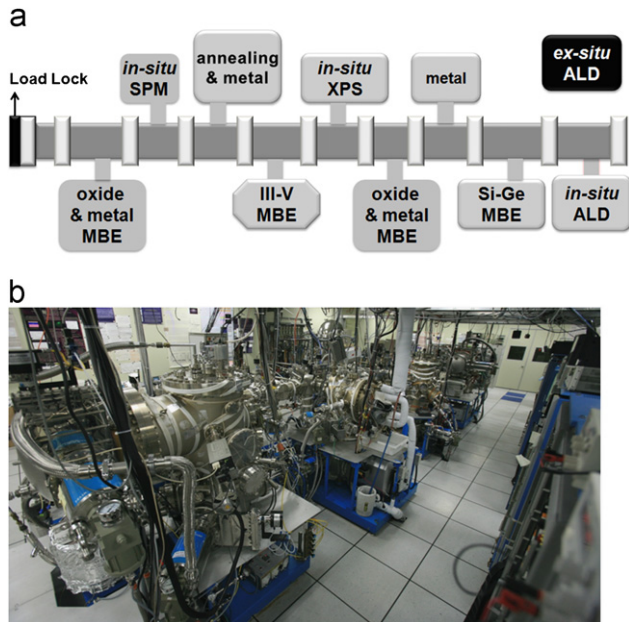 a
Load Lock
in-situ
SPM
annealing
& metal
in-situ
XPS
metal
ex-situ
ALD
oxide
& metal
MBE
III-V
MBE
oxide
& metal
MBE
Si-Ge
MBE
in-situ
ALD
b